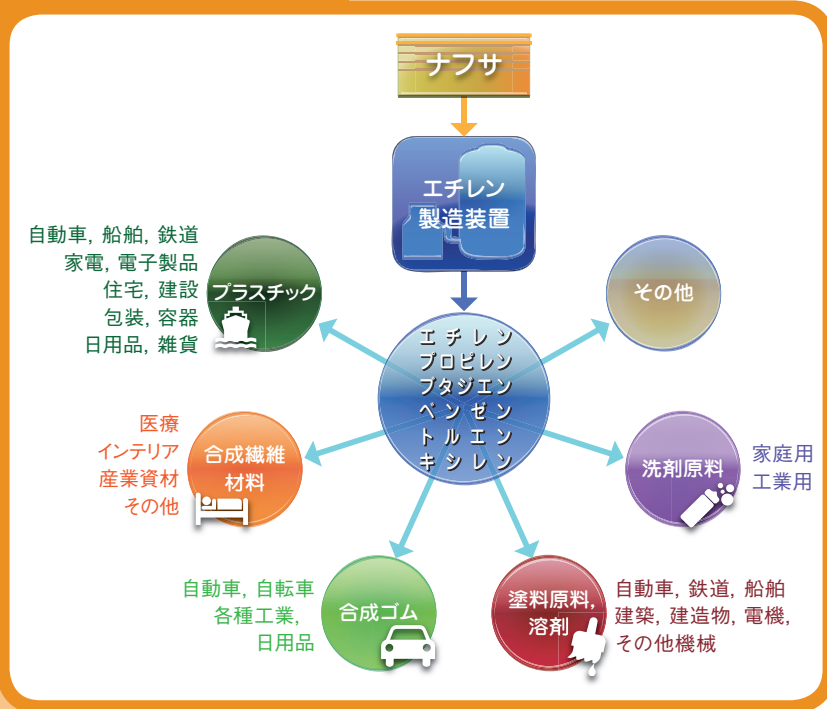 ナフサ
エチレン
製造装置
エチレン
プロピレン
ブタジエン
ベンゼン
トルエン
キシレン
自動車, 船舶, 鉄道
家電, 電子製品
住宅, 建設
包装, 容器
日用品, 雑貨
プラスチック
その他
医療
インテリア
産業資材
その他
合成繊維
材料
洗剤原料
家庭用
工業用
自動車, 自転車
各種工業,
日用品
合成ゴム
塗料原料,
溶剤
自動車, 鉄道, 船舶
建築, 建造物, 電機,
その他機械